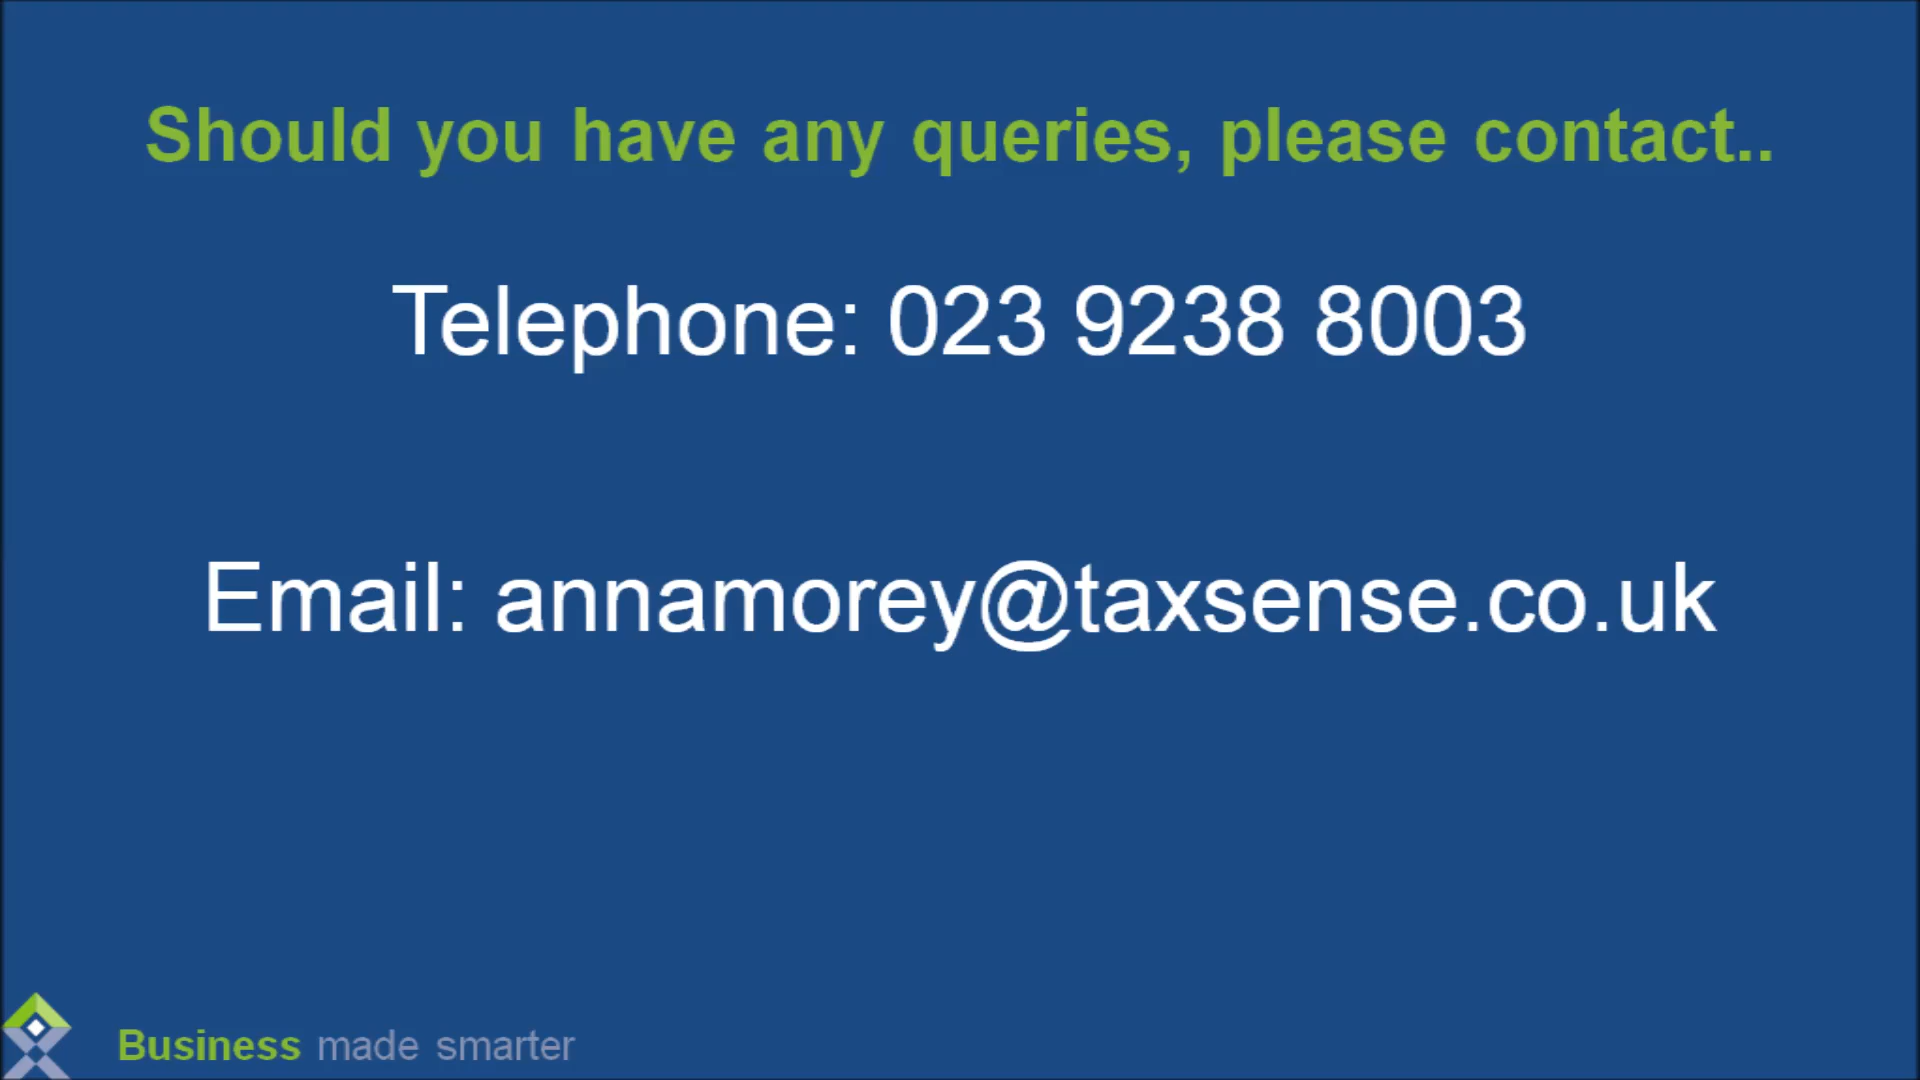 Should you have any queries, please contact..
Telephone: 023 9238 8003
Email: annamorey@taxsense.co.uk
Business made smarter